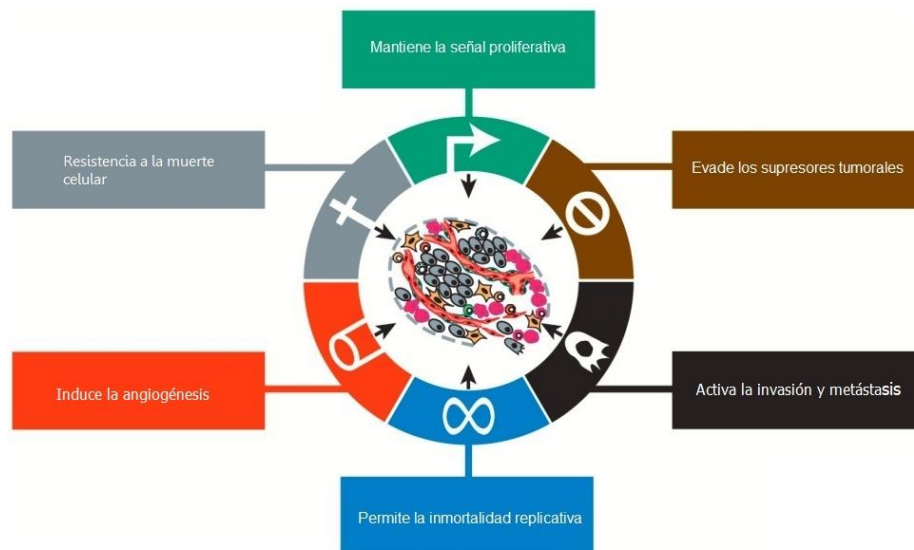 Mantiene la señal proliferativa
Resistencia a la muerte
celular
Evade los supresores tumorales
Induce la angiogénesis
Activa la invasión y metástasis
Permite la inmortalidad replicativa